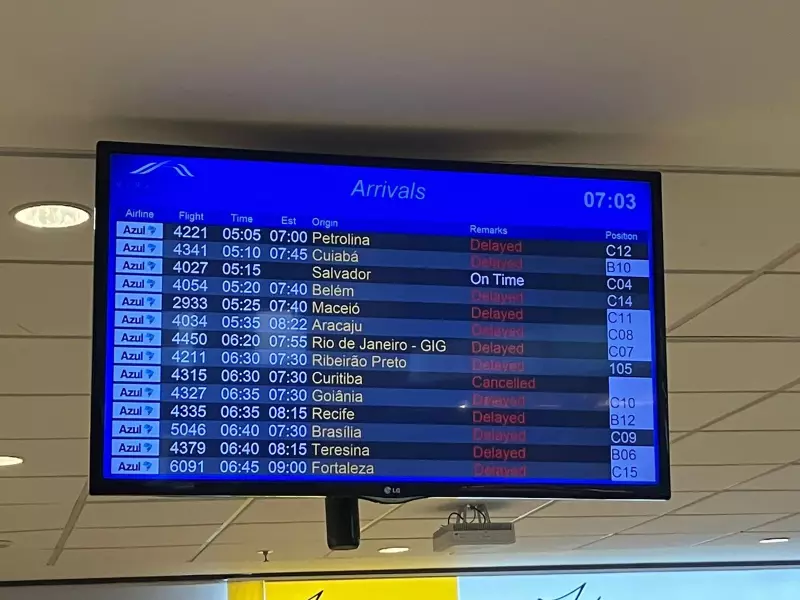 Arrivals 07:03
Airline Flight Time Est Origin Remarks Position
Azul 4221 05:05 07:00 Petrolina Delayed C12
Azul 4341 05:10 07:45 Cuiabá Delayed B10
Azul 4027 05:15 Salvador On Time C04
Azul 4054 05:20 07:40 Belém Delayed C14
Azul 2933 05:25 07:40 Maceió Delayed C11
Azul 4034 05:35 08:22 Aracaju Delayed C08
Azul 4450 06:20 07:55 Rio de Janeiro - GIG Delayed C07
Azul 4211 06:30 07:30 Ribeirão Preto Delayed 105
Azul 4315 06:30 07:30 Curitiba Cancelled
Azul 4327 06:35 07:30 Goiânia Delayed C10
Azul 4335 06:35 08:15 Recife Delayed B12
Azul 5046 06:40 07:30 Brasília Delayed C09
Azul 4379 06:40 08:15 Teresina Delayed B06
Azul 6091 06:45 09:00 Fortaleza Delayed C15
LG